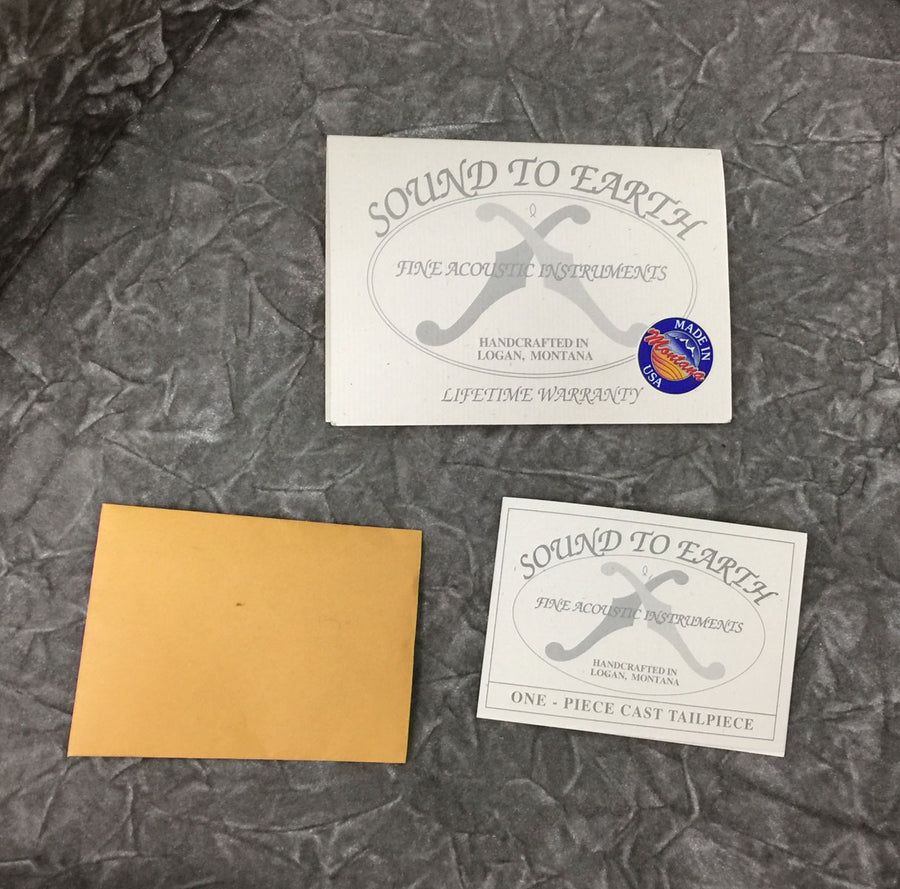 SOUND TO EARTH
FINE ACOUSTIC INSTRUMENTS
HANDCRAFTED IN
LOGAN, MONTANA
LIFETIME WARRANTY
MADE IN
Montana
USA
SOUND TO EARTH
FINE ACOUSTIC INSTRUMENTS
HANDCRAFTED IN
LOGAN, MONTANA
ONE - PIECE CAST TAILPIECE